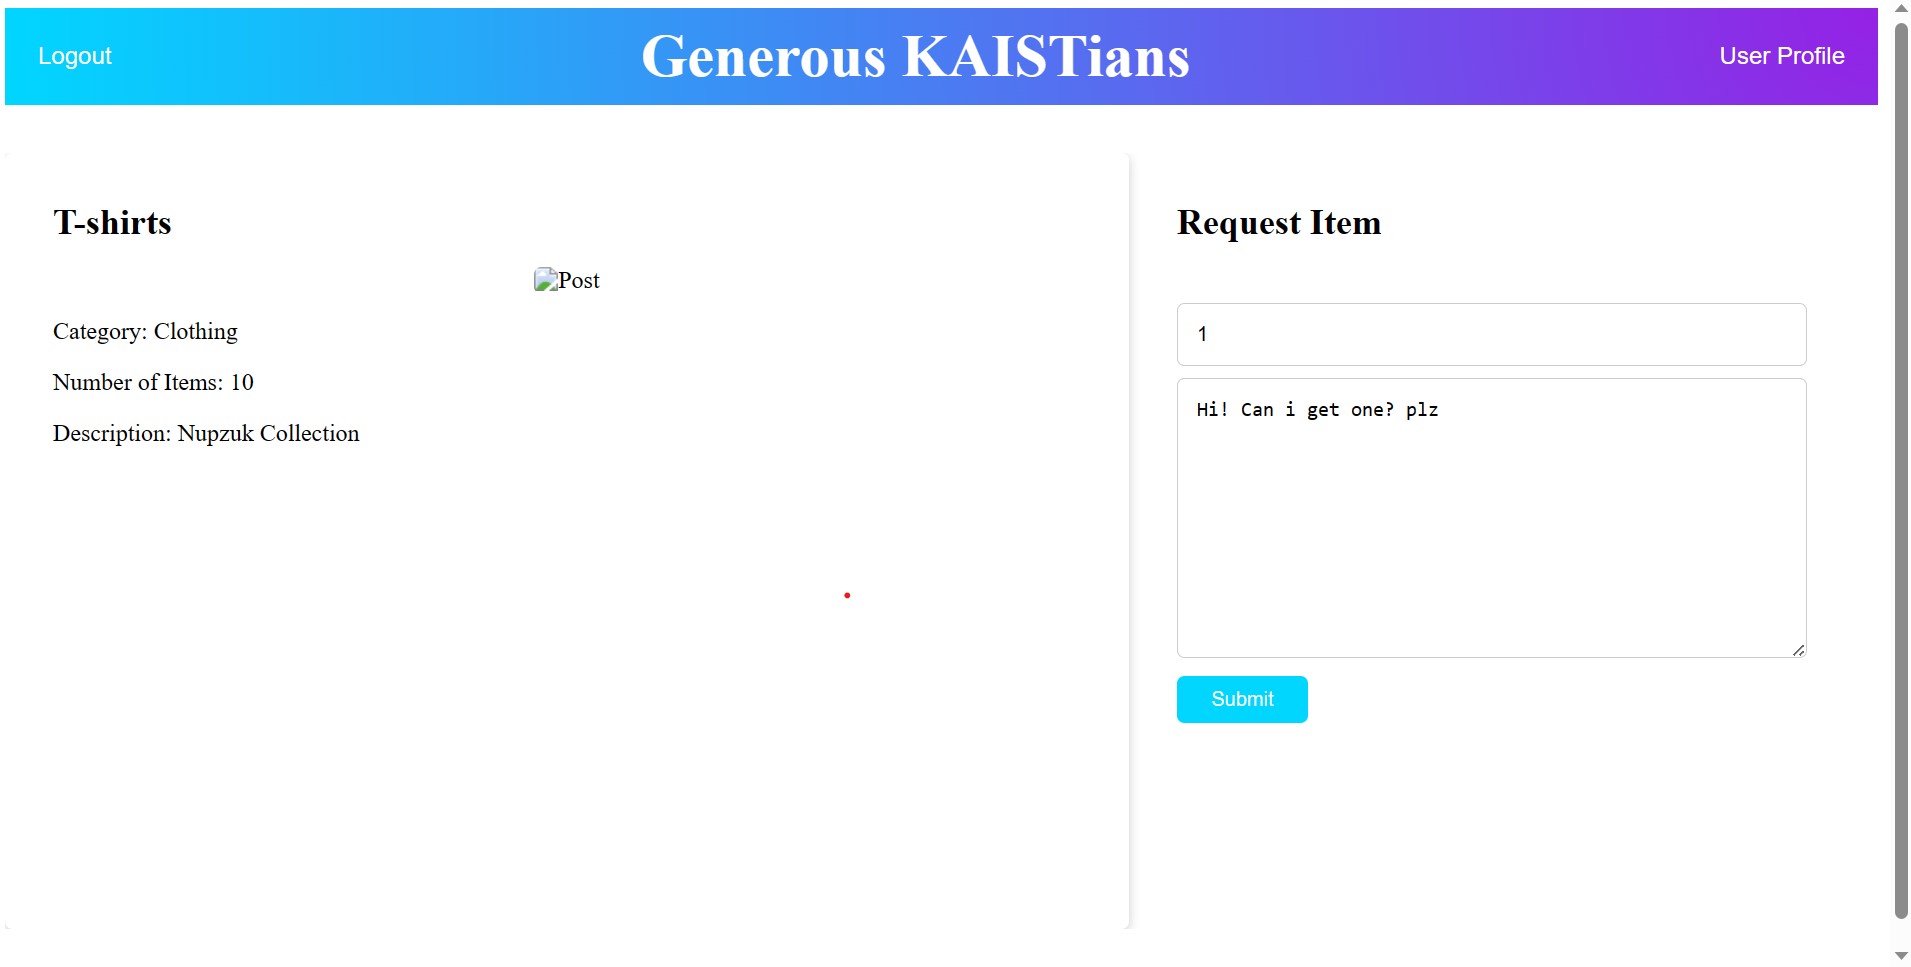 Logout
Generous KAISTians
User Profile
T-shirts
Post
Category: Clothing
Number of Items: 10
Description: Nupzuk Collection
Request Item
1
Hi! Can i get one? plz
Submit